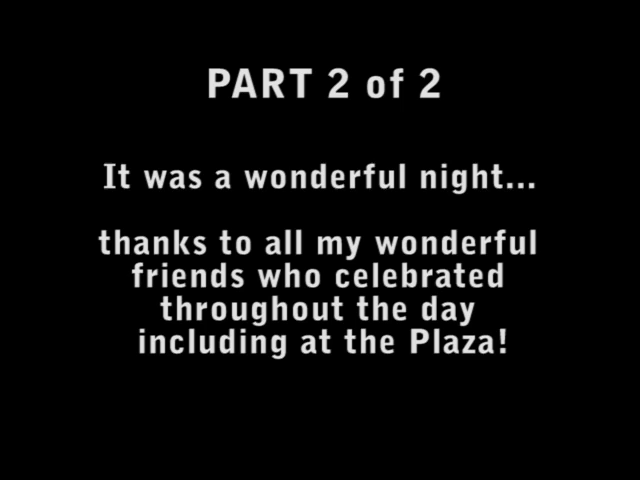 PART 2 of 2
It was a wonderful night...
thanks to all my wonderful
friends who celebrated
throughout the day
including at the Plaza!